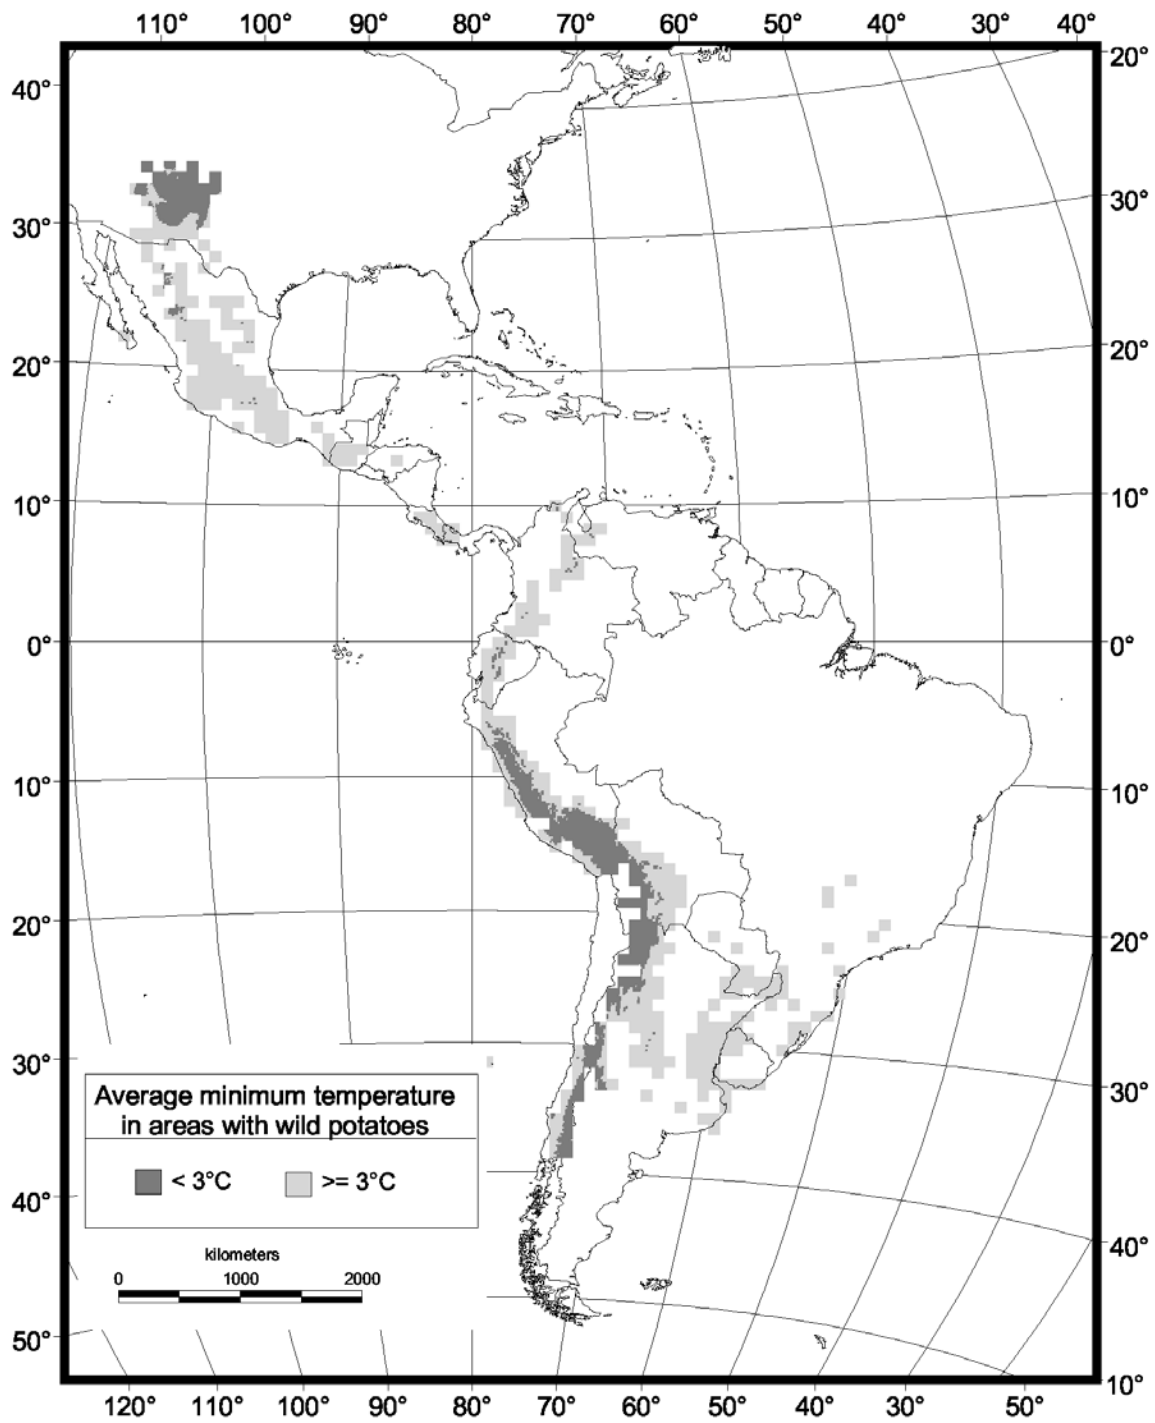 110° 100° 90° 80° 70° 60° 50° 40° 30° 40°
20°
40°
30°
30°
20°
20°
10°
10°
0°
0°
10°
10°
20°
20°
30°
30°
Average minimum temperature
in areas with wild potatoes
< 3°C >= 3°C
40°
40°
kilometers
0 1000 2000
50°
10°
120° 110° 100° 90° 80° 70° 60° 50° 40° 30° 50°